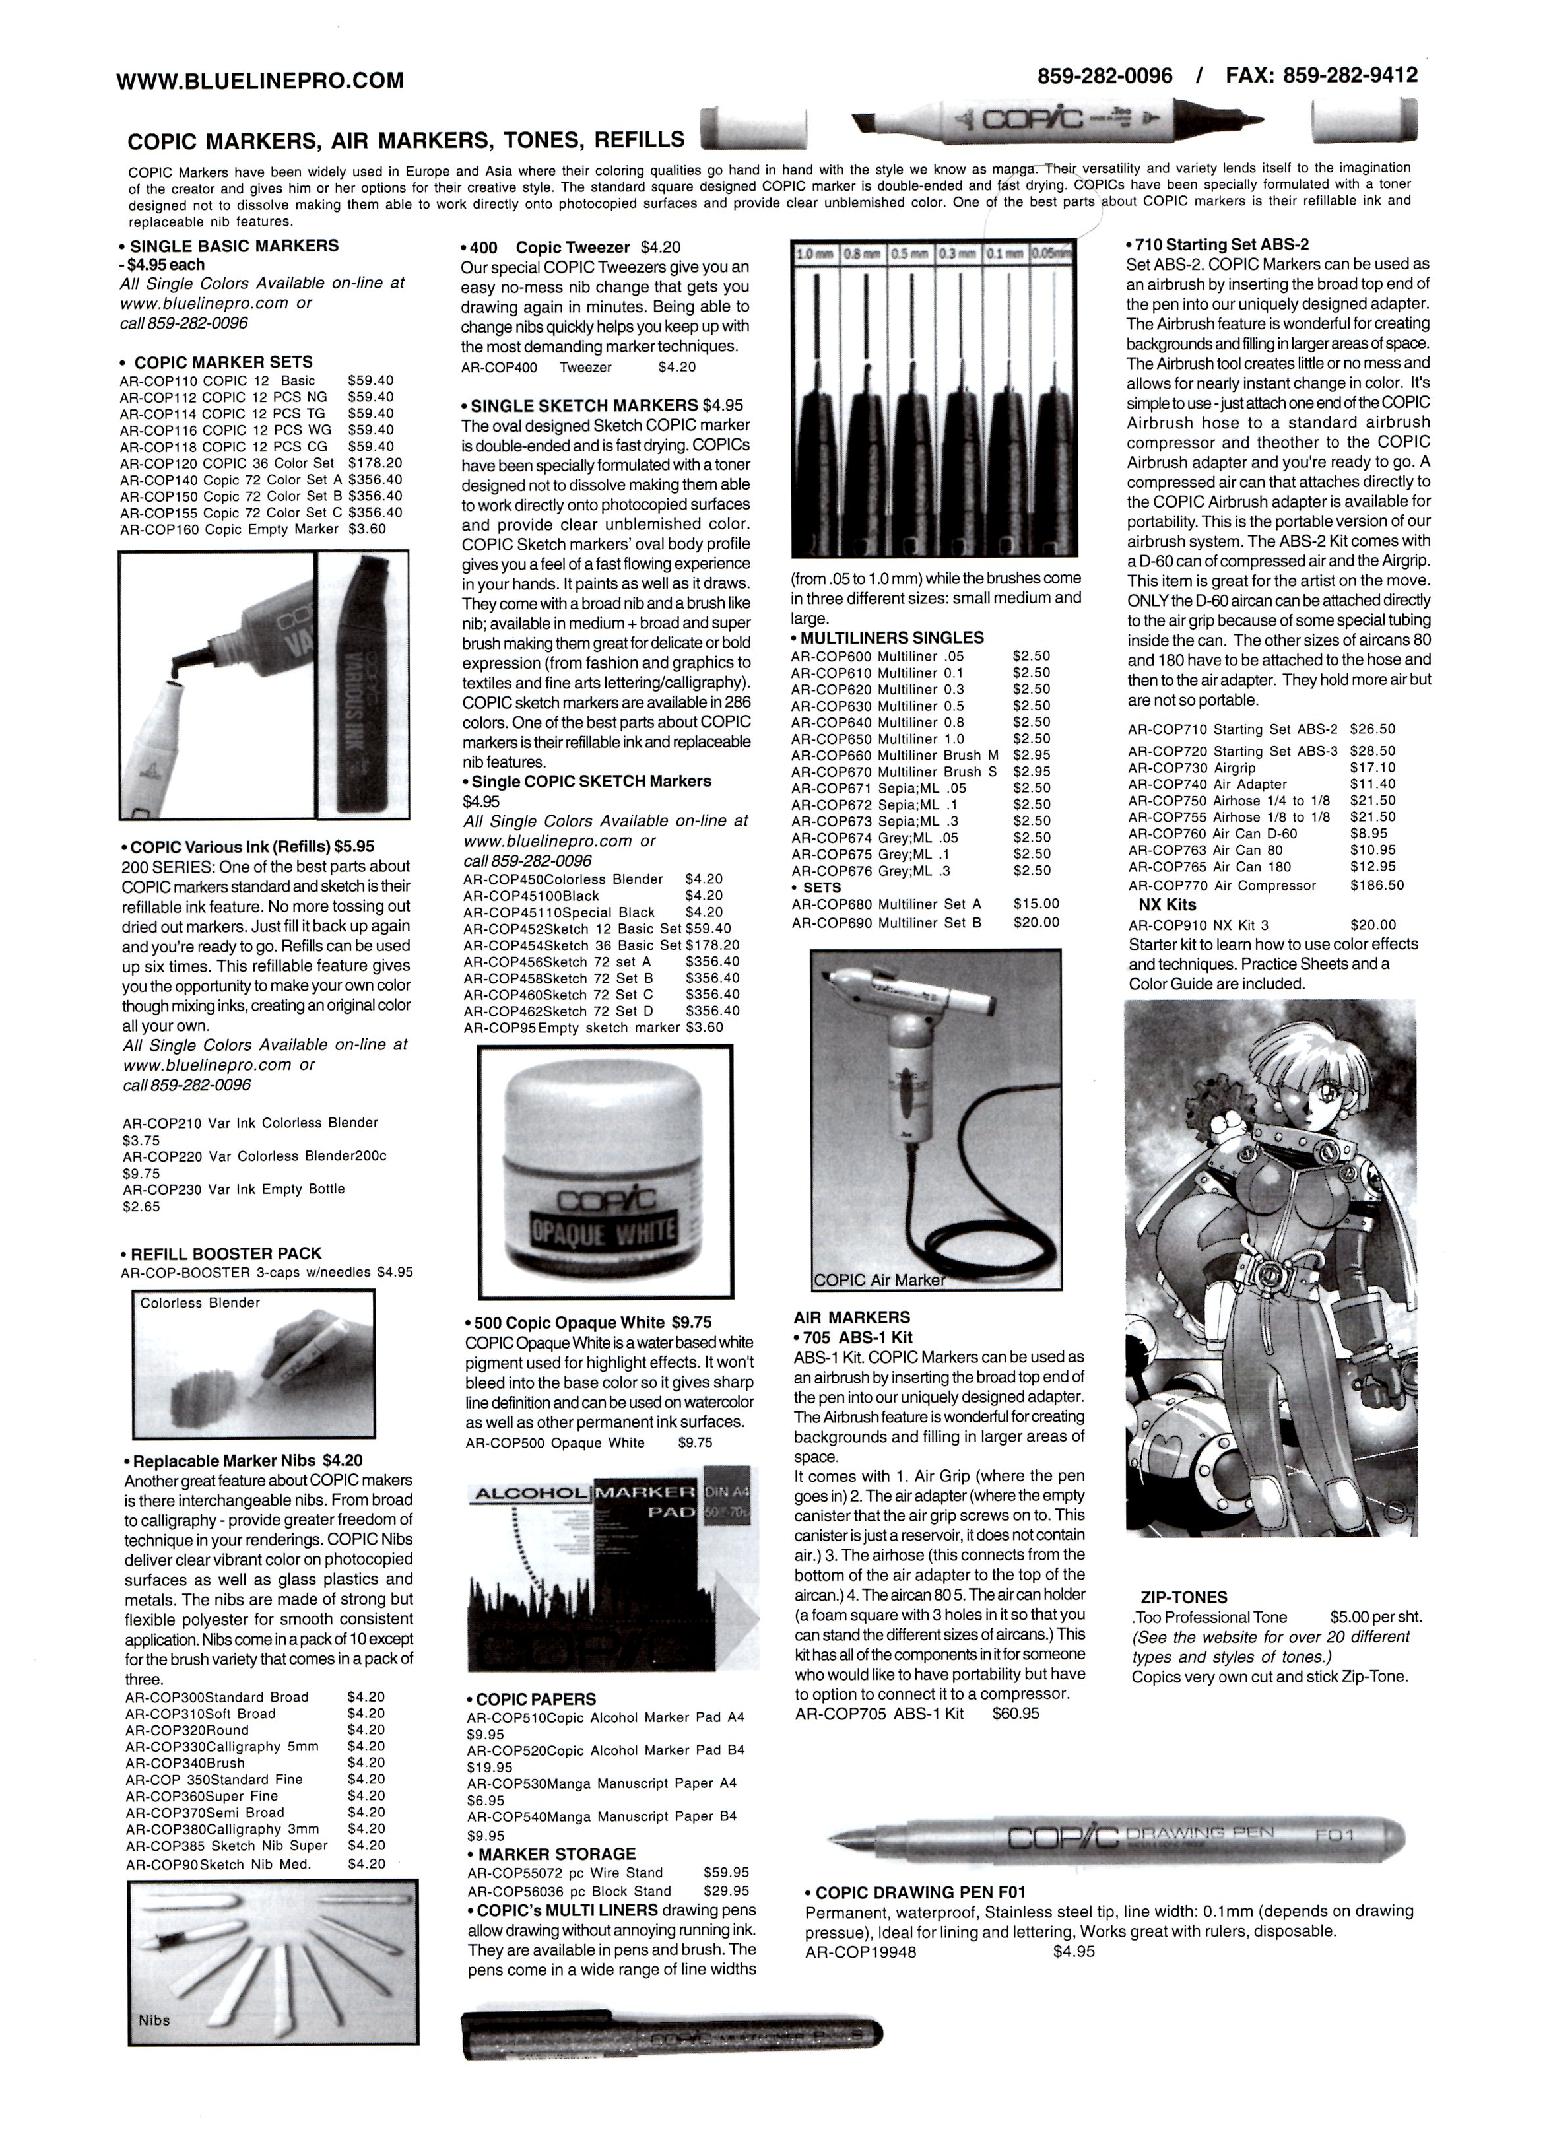 WWW.BLUELINEPRO.COM
859-282-0096 / FAX: 859-282-9412
COPIC MARKERS, AIR MARKERS, TONES, REFILLS
COPIC
.Too
COPIC Markers have been widely used in Europe and Asia where their coloring qualities go hand in hand with the style we know as manga. Their versatility and variety lends itself to the imagination
of the creator and gives him or her options for their creative style. The standard square designed COPIC marker is double-ended and fast drying. COPICs have been specially formulated with a toner
designed not to dissolve making them able to work directly onto photocopied surfaces and provide clear unblemished color. One of the best parts about COPIC markers is their refillable ink and
replaceable nib features.
• SINGLE BASIC MARKERS
- $4.95 each
All Single Colors Available on-line at
www.bluelinepro.com or
call 859-282-0096
• COPIC MARKER SETS
AR-COP110 COPIC 12 Basic $59.40
AR-COP112 COPIC 12 PCS NG $59.40
AR-COP114 COPIC 12 PCS TG $59.40
AR-COP116 COPIC 12 PCS WG $59.40
AR-COP118 COPIC 12 PCS CG $59.40
AR-COP120 COPIC 36 Color Set $178.20
AR-COP140 Copic 72 Color Set A $356.40
AR-COP150 Copic 72 Color Set B $356.40
AR-COP155 Copic 72 Color Set C $356.40
AR-COP160 Copic Empty Marker $3.60
VARIOUS INK
• COPIC Various Ink (Refills) $5.95
200 SERIES: One of the best parts about
COPIC markers standard and sketch is their
refillable ink feature. No more tossing out
dried out markers. Just fill it back up again
and you're ready to go. Refills can be used
up six times. This refillable feature gives
you the opportunity to make your own color
though mixing inks, creating an original color
all your own.
All Single Colors Available on-line at
www.bluelinepro.com or
call 859-282-0096
AR-COP210 Var Ink Colorless Blender
$3.75
AR-COP220 Var Colorless Blender200c
$9.75
AR-COP230 Var Ink Empty Bottle
$2.65
• REFILL BOOSTER PACK
AR-COP-BOOSTER 3-caps w/needles $4.95
Colorless Blender
• Replacable Marker Nibs $4.20
Another great feature about COPIC makers
is there interchangeable nibs. From broad
to calligraphy - provide greater freedom of
technique in your renderings. COPIC Nibs
deliver clear vibrant color on photocopied
surfaces as well as glass plastics and
metals. The nibs are made of strong but
flexible polyester for smooth consistent
application. Nibs come in a pack of 10 except
for the brush variety that comes in a pack of
three.
AR-COP300Standard Broad $4.20
AR-COP310Soft Broad $4.20
AR-COP320Round $4.20
AR-COP330Calligraphy 5mm $4.20
AR-COP340Brush $4.20
AR-COP 350Standard Fine $4.20
AR-COP360Super Fine $4.20
AR-COP370Semi Broad $4.20
AR-COP380Calligraphy 3mm $4.20
AR-COP385 Sketch Nib Super $4.20
AR-COP90Sketch Nib Med. $4.20
Nibs
• 400 Copic Tweezer $4.20
Our special COPIC Tweezers give you an
easy no-mess nib change that gets you
drawing again in minutes. Being able to
change nibs quickly helps you keep up with
the most demanding marker techniques.
AR-COP400 Tweezer $4.20
• SINGLE SKETCH MARKERS $4.95
The oval designed Sketch COPIC marker
is double-ended and is fast drying. COPICs
have been specially formulated with a toner
designed not to dissolve making them able
to work directly onto photocopied surfaces
and provide clear unblemished color.
COPIC Sketch markers' oval body profile
gives you a feel of a fast flowing experience
in your hands. It paints as well as it draws.
They come with a broad nib and a brush like
nib; available in medium + broad and super
brush making them great for delicate or bold
expression (from fashion and graphics to
textiles and fine arts lettering/calligraphy).
COPIC sketch markers are available in 286
colors. One of the best parts about COPIC
markers is their refillable ink and replaceable
nib features.
• Single COPIC SKETCH Markers
$4.95
All Single Colors Available on-line at
www.bluelinepro.com or
call 859-282-0096
AR-COP450Colorless Blender $4.20
AR-COP45100Black $4.20
AR-COP45110Special Black $4.20
AR-COP452Sketch 12 Basic Set $59.40
AR-COP454Sketch 36 Basic Set $178.20
AR-COP456Sketch 72 set A $356.40
AR-COP458Sketch 72 Set B $356.40
AR-COP460Sketch 72 Set C $356.40
AR-COP462Sketch 72 Set D $356.40
AR-COP95Empty sketch marker $3.60
COPIC
OPAQUE WHITE
• 500 Copic Opaque White $9.75
COPIC Opaque White is a water based white
pigment used for highlight effects. It won't
bleed into the base color so it gives sharp
line definition and can be used on watercolor
as well as other permanent ink surfaces.
AR-COP500 Opaque White $9.75
ALCOHOL MARKER PAD
DIN A4
• COPIC PAPERS
AR-COP510Copic Alcohol Marker Pad A4
$9.95
AR-COP520Copic Alcohol Marker Pad B4
$19.95
AR-COP530Manga Manuscript Paper A4
$6.95
AR-COP540Manga Manuscript Paper B4
$9.95
• MARKER STORAGE
AR-COP55072 pc Wire Stand $59.95
AR-COP56036 pc Block Stand $29.95
• COPIC's MULTI LINERS drawing pens
allow drawing without annoying running ink.
They are available in pens and brush. The
pens come in a wide range of line widths
1.0 mm 0.8 mm 0.5 mm 0.3 mm 0.1 mm 0.05mm
(from .05 to 1.0 mm) while the brushes come
in three different sizes: small medium and
large.
• MULTILINERS SINGLES
AR-COP600 Multiliner .05 $2.50
AR-COP610 Multiliner 0.1 $2.50
AR-COP620 Multiliner 0.3 $2.50
AR-COP630 Multiliner 0.5 $2.50
AR-COP640 Multiliner 0.8 $2.50
AR-COP650 Multiliner 1.0 $2.50
AR-COP660 Multiliner Brush M $2.95
AR-COP670 Multiliner Brush S $2.95
AR-COP671 Sepia;ML .05 $2.50
AR-COP672 Sepia;ML .1 $2.50
AR-COP673 Sepia;ML .3 $2.50
AR-COP674 Grey;ML .05 $2.50
AR-COP675 Grey;ML .1 $2.50
AR-COP676 Grey;ML .3 $2.50
• SETS
AR-COP680 Multiliner Set A $15.00
AR-COP690 Multiliner Set B $20.00
COPIC Air Marker
AIR MARKERS
• 705 ABS-1 Kit
ABS-1 Kit. COPIC Markers can be used as
an airbrush by inserting the broad top end of
the pen into our uniquely designed adapter.
The Airbrush feature is wonderful for creating
backgrounds and filling in larger areas of
space.
It comes with 1. Air Grip (where the pen
goes in) 2. The air adapter (where the empty
canister that the air grip screws on to. This
canister is just a reservoir, it does not contain
air.) 3. The airhose (this connects from the
bottom of the air adapter to the top of the
aircan.) 4. The aircan 80 5. The air can holder
(a foam square with 3 holes in it so that you
can stand the different sizes of aircans.) This
kit has all of the components in it for someone
who would like to have portability but have
to option to connect it to a compressor.
AR-COP705 ABS-1 Kit $60.95
• 710 Starting Set ABS-2
Set ABS-2. COPIC Markers can be used as
an airbrush by inserting the broad top end of
the pen into our uniquely designed adapter.
The Airbrush feature is wonderful for creating
backgrounds and filling in larger areas of space.
The Airbrush tool creates little or no mess and
allows for nearly instant change in color. It's
simple to use - just attach one end of the COPIC
Airbrush hose to a standard airbrush
compressor and theother to the COPIC
Airbrush adapter and you're ready to go. A
compressed air can that attaches directly to
the COPIC Airbrush adapter is available for
portability. This is the portable version of our
airbrush system. The ABS-2 Kit comes with
a D-60 can of compressed air and the Airgrip.
This item is great for the artist on the move.
ONLY the D-60 aircan can be attached directly
to the air grip because of some special tubing
inside the can. The other sizes of aircans 80
and 180 have to be attached to the hose and
then to the air adapter. They hold more air but
are not so portable.
AR-COP710 Starting Set ABS-2 $26.50
AR-COP720 Starting Set ABS-3 $28.50
AR-COP730 Airgrip $17.10
AR-COP740 Air Adapter $11.40
AR-COP750 Airhose 1/4 to 1/8 $21.50
AR-COP755 Airhose 1/8 to 1/8 $21.50
AR-COP760 Air Can D-60 $8.95
AR-COP763 Air Can 80 $10.95
AR-COP765 Air Can 180 $12.95
AR-COP770 Air Compressor $186.50
NX Kits
AR-COP910 NX Kit 3 $20.00
Starter kit to learn how to use color effects
and techniques. Practice Sheets and a
Color Guide are included.
ZIP-TONES
.Too Professional Tone $5.00 per sht.
(See the website for over 20 different
types and styles of tones.)
Copics very own cut and stick Zip-Tone.
COPIC DRAWING PEN F01
• COPIC DRAWING PEN F01
Permanent, waterproof, Stainless steel tip, line width: 0.1mm (depends on drawing
pressue), Ideal for lining and lettering, Works great with rulers, disposable.
AR-COP19948 $4.95